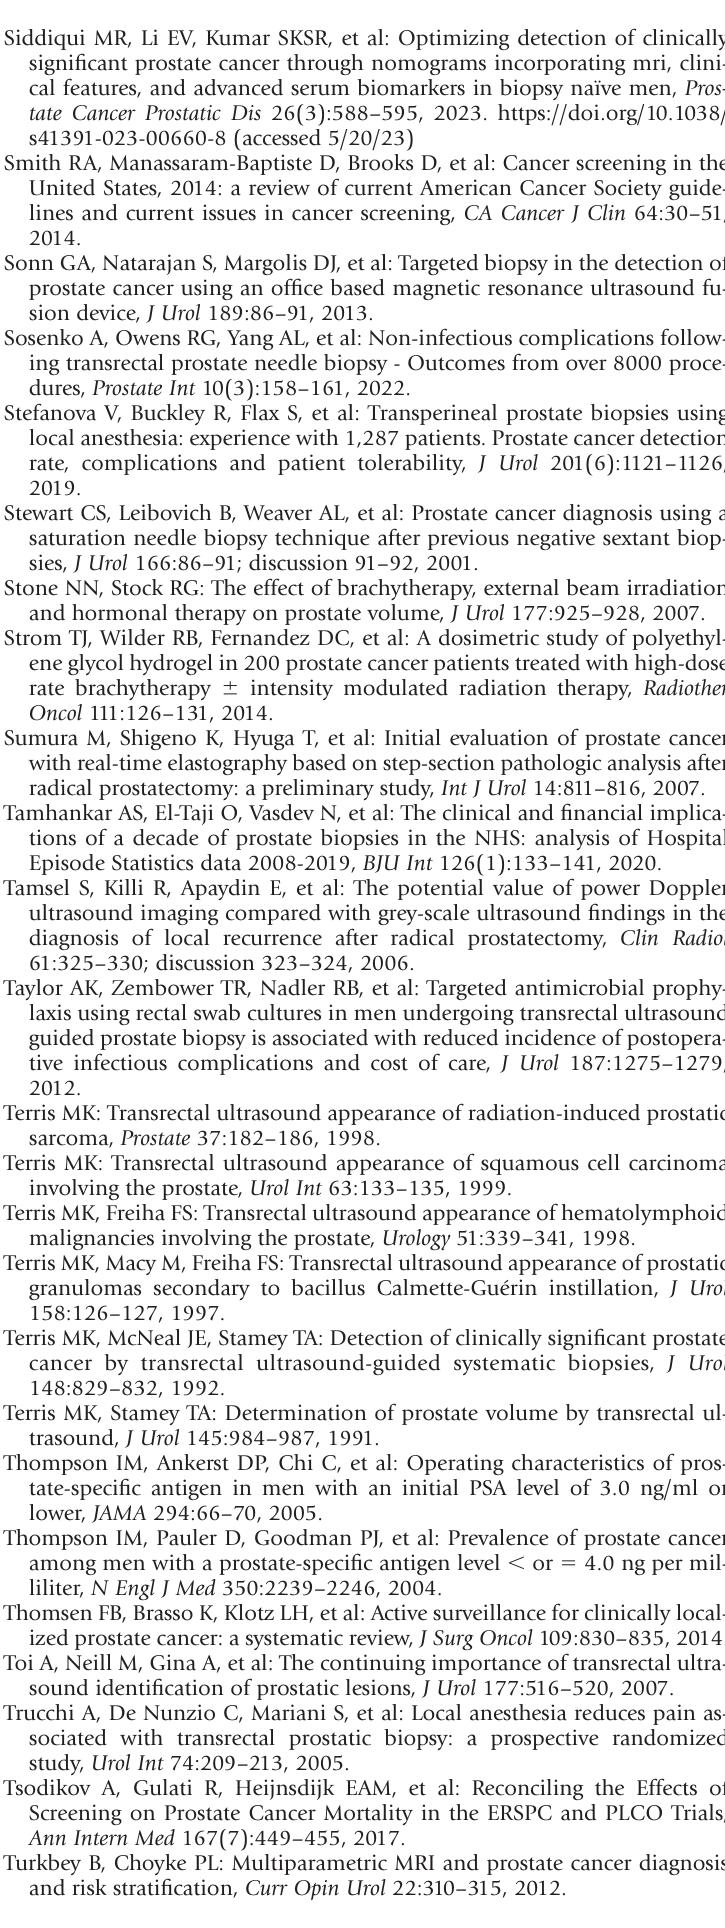 Siddiqui MR, Li EV, Kumar SKSR, et al: Optimizing detection of clinically
significant prostate cancer through nomograms incorporating mri, clini-
cal features, and advanced serum biomarkers in biopsy naïve men, Pros-
tate Cancer Prostatic Dis 26(3):588–595, 2023. https://doi.org/10.1038/
s41391-023-00660-8 (accessed 5/20/23)
Smith RA, Manassaram-Baptiste D, Brooks D, et al: Cancer screening in the
United States, 2014: a review of current American Cancer Society guide-
lines and current issues in cancer screening, CA Cancer J Clin 64:30–51,
2014.
Sonn GA, Natarajan S, Margolis DJ, et al: Targeted biopsy in the detection of
prostate cancer using an office based magnetic resonance ultrasound fu-
sion device, J Urol 189:86–91, 2013.
Sosenko A, Owens RG, Yang AL, et al: Non-infectious complications follow-
ing transrectal prostate needle biopsy - Outcomes from over 8000 proce-
dures, Prostate Int 10(3):158–161, 2022.
Stefanova V, Buckley R, Flax S, et al: Transperineal prostate biopsies using
local anesthesia: experience with 1,287 patients. Prostate cancer detection
rate, complications and patient tolerability, J Urol 201(6):1121–1126,
2019.
Stewart CS, Leibovich B, Weaver AL, et al: Prostate cancer diagnosis using a
saturation needle biopsy technique after previous negative sextant biop-
sies, J Urol 166:86–91; discussion 91–92, 2001.
Stone NN, Stock RG: The effect of brachytherapy, external beam irradiation
and hormonal therapy on prostate volume, J Urol 177:925–928, 2007.
Strom TJ, Wilder RB, Fernandez DC, et al: A dosimetric study of polyethyl-
ene glycol hydrogel in 200 prostate cancer patients treated with high-dose
rate brachytherapy ± intensity modulated radiation therapy, Radiother
Oncol 111:126–131, 2014.
Sumura M, Shigeno K, Hyuga T, et al: Initial evaluation of prostate cancer
with real-time elastography based on step-section pathologic analysis after
radical prostatectomy: a preliminary study, Int J Urol 14:811–816, 2007.
Tamhankar AS, El-Taji O, Vasdev N, et al: The clinical and financial implica-
tions of a decade of prostate biopsies in the NHS: analysis of Hospital
Episode Statistics data 2008-2019, BJU Int 126(1):133–141, 2020.
Tamsel S, Killi R, Apaydin E, et al: The potential value of power Doppler
ultrasound imaging compared with grey-scale ultrasound findings in the
diagnosis of local recurrence after radical prostatectomy, Clin Radiol
61:325–330; discussion 323–324, 2006.
Taylor AK, Zembower TR, Nadler RB, et al: Targeted antimicrobial prophy-
laxis using rectal swab cultures in men undergoing transrectal ultrasound
guided prostate biopsy is associated with reduced incidence of postopera-
tive infectious complications and cost of care, J Urol 187:1275–1279,
2012.
Terris MK: Transrectal ultrasound appearance of radiation-induced prostatic
sarcoma, Prostate 37:182–186, 1998.
Terris MK: Transrectal ultrasound appearance of squamous cell carcinoma
involving the prostate, Urol Int 63:133–135, 1999.
Terris MK, Freiha FS: Transrectal ultrasound appearance of hematolymphoid
malignancies involving the prostate, Urology 51:339–341, 1998.
Terris MK, Macy M, Freiha FS: Transrectal ultrasound appearance of prostatic
granulomas secondary to bacillus Calmette-Guérin instillation, J Urol
158:126–127, 1997.
Terris MK, McNeal JE, Stamey TA: Detection of clinically significant prostate
cancer by transrectal ultrasound-guided systematic biopsies, J Urol
148:829–832, 1992.
Terris MK, Stamey TA: Determination of prostate volume by transrectal ul-
trasound, J Urol 145:984–987, 1991.
Thompson IM, Ankerst DP, Chi C, et al: Operating characteristics of pros-
tate-specific antigen in men with an initial PSA level of 3.0 ng/ml or
lower, JAMA 294:66–70, 2005.
Thompson IM, Pauler D, Goodman PJ, et al: Prevalence of prostate cancer
among men with a prostate-specific antigen level < or = 4.0 ng per mil-
liliter, N Engl J Med 350:2239–2246, 2004.
Thomsen FB, Brasso K, Klotz LH, et al: Active surveillance for clinically local-
ized prostate cancer: a systematic review, J Surg Oncol 109:830–835, 2014
Toi A, Neill M, Gina A, et al: The continuing importance of transrectal ultra-
sound identification of prostatic lesions, J Urol 177:516–520, 2007.
Trucchi A, De Nunzio C, Mariani S, et al: Local anesthesia reduces pain as-
sociated with transrectal prostatic biopsy: a prospective randomized
study, Urol Int 74:209–213, 2005.
Tsodikov A, Gulati R, Heijnsdijk EAM, et al: Reconciling the Effects of
Screening on Prostate Cancer Mortality in the ERSPC and PLCO Trials,
Ann Intern Med 167(7):449–455, 2017.
Turkbey B, Choyke PL: Multiparametric MRI and prostate cancer diagnosis
and risk stratification, Curr Opin Urol 22:310–315, 2012.